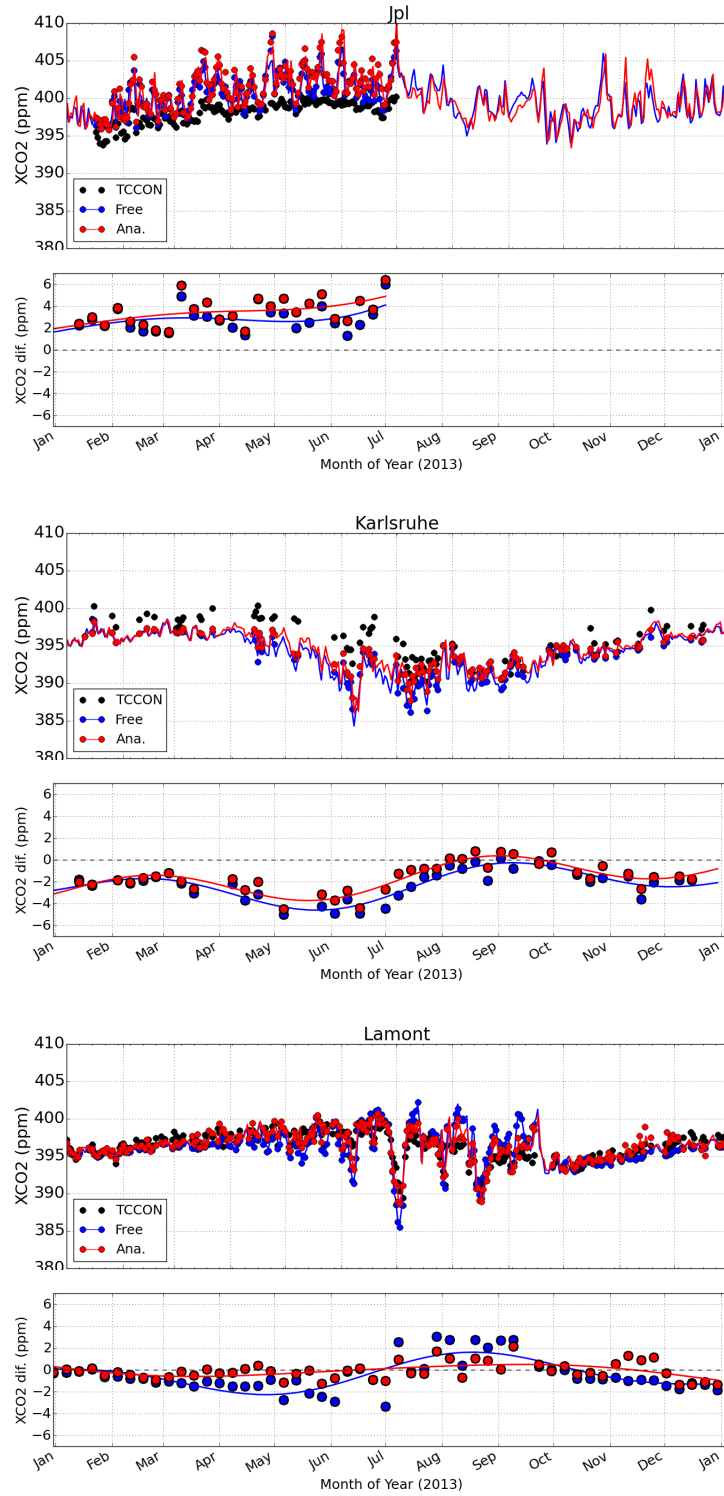 Jpl
410
405
400
395
390
385
380
XCO2 (ppm)
TCCON
Free
Ana.
6
4
2
0
−2
−4
−6
XCO2 dif. (ppm)
Jan Feb Mar Apr May Jun Jul Aug Sep Oct Nov Dec Jan
Month of Year (2013)
Karlsruhe
410
405
400
395
390
385
380
XCO2 (ppm)
TCCON
Free
Ana.
6
4
2
0
−2
−4
−6
XCO2 dif. (ppm)
Jan Feb Mar Apr May Jun Jul Aug Sep Oct Nov Dec Jan
Month of Year (2013)
Lamont
410
405
400
395
390
385
380
XCO2 (ppm)
TCCON
Free
Ana.
6
4
2
0
−2
−4
−6
XCO2 dif. (ppm)
Jan Feb Mar Apr May Jun Jul Aug Sep Oct Nov Dec Jan
Month of Year (2013)